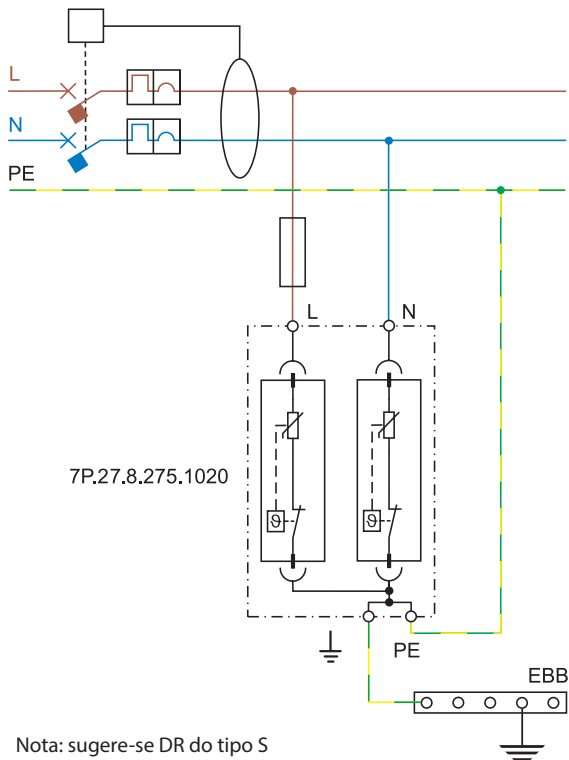 L
N
PE
L
N
7P.27.8.275.1020
ϑ
ϑ
PE
EBB
Nota: sugere-se DR do tipo S